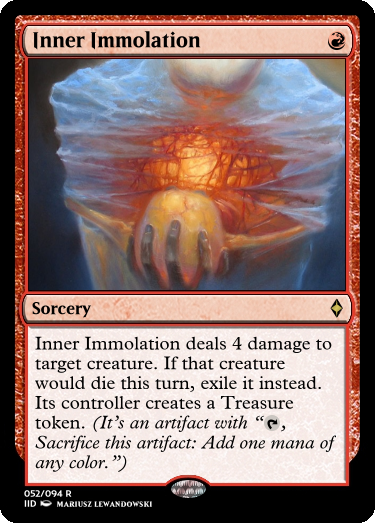 Inner Immolation
Sorcery
Inner Immolation deals 4 damage to
target creature. If that creature
would die this turn, exile it instead.
Its controller creates a Treasure
token. (It's an artifact with “,
Sacrifice this artifact: Add one mana of
any color.”)
052/094 R
IID MARIUSZ LEWANDOWSKI